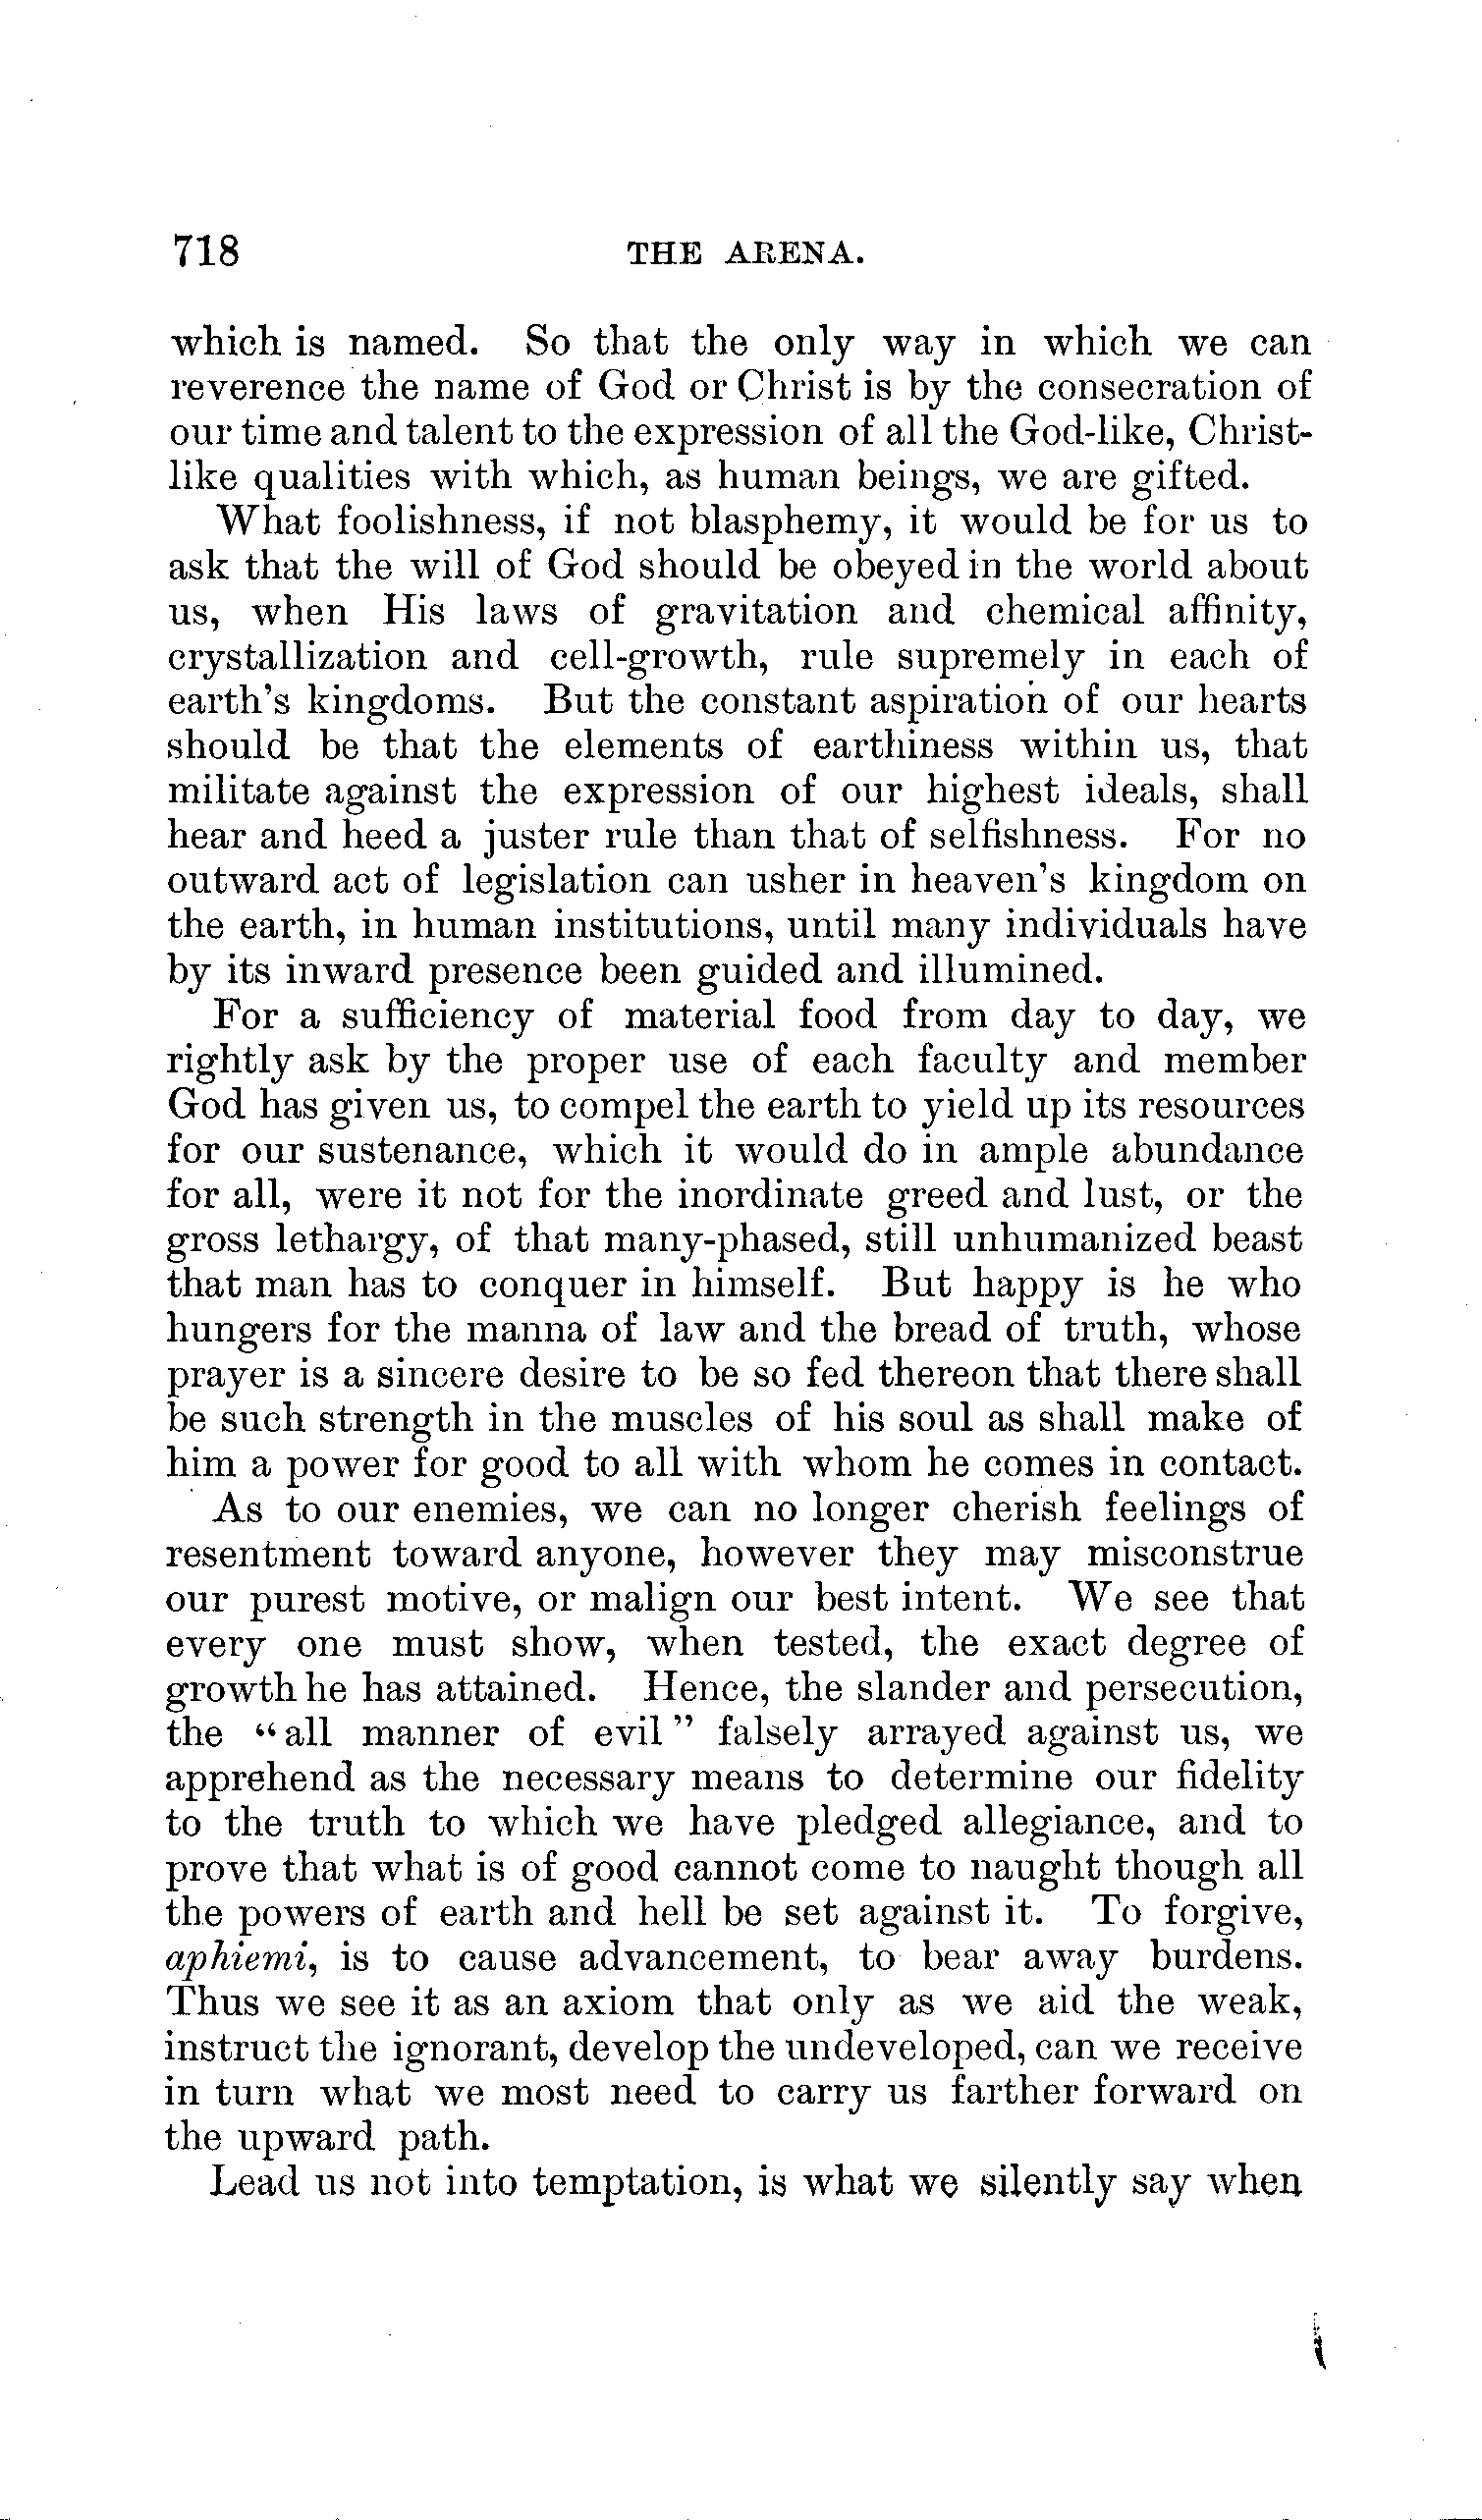 718 THE ARENA.
which is named. So that the only way in which we can
reverence the name of God or Christ is by the consecration of
our time and talent to the expression of all the God-like, Christ-
like qualities with which, as human beings, we are gifted.
What foolishness, if not blasphemy, it would be for us to
ask that the will of God should be obeyed in the world about
us, when His laws of gravitation and chemical affinity,
crystallization and cell-growth, rule supremely in each of
earth's kingdoms. But the constant aspiration of our hearts
should be that the elements of earthiness within us, that
militate against the expression of our highest ideals, shall
hear and heed a juster rule than that of selfishness. For no
outward act of legislation can usher in heaven's kingdom on
the earth, in human institutions, until many individuals have
by its inward presence been guided and illumined.
For a sufficiency of material food from day to day, we
rightly ask by the proper use of each faculty and member
God has given us, to compel the earth to yield up its resources
for our sustenance, which it would do in ample abundance
for all, were it not for the inordinate greed and lust, or the
gross lethargy, of that many-phased, still unhumanized beast
that man has to conquer in himself. But happy is he who
hungers for the manna of law and the bread of truth, whose
prayer is a sincere desire to be so fed thereon that there shall
be such strength in the muscles of his soul as shall make of
him a power for good to all with whom he comes in contact.
As to our enemies, we can no longer cherish feelings of
resentment toward anyone, however they may misconstrue
our purest motive, or malign our best intent. We see that
every one must show, when tested, the exact degree of
growth he has attained. Hence, the slander and persecution,
the "all manner of evil" falsely arrayed against us, we
apprehend as the necessary means to determine our fidelity
to the truth to which we have pledged allegiance, and to
prove that what is of good cannot come to naught though all
the powers of earth and hell be set against it. To forgive,
aphiemi, is to cause advancement, to bear away burdens.
Thus we see it as an axiom that only as we aid the weak,
instruct the ignorant, develop the undeveloped, can we receive
in turn what we most need to carry us farther forward on
the upward path.
Lead us not into temptation, is what we silently say when